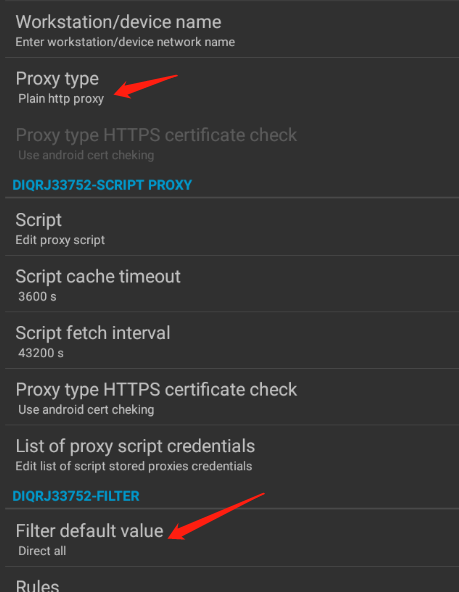 Workstation/device name
Enter workstation/device network name
Proxy type
Plain http proxy
Proxy type HTTPS certificate check
Use android cert cheking
DIQRJ33752-SCRIPT PROXY
Script
Edit proxy script
Script cache timeout
3600 s
Script fetch interval
43200 s
Proxy type HTTPS certificate check
Use android cert cheking
List of proxy script credentials
Edit list of script stored proxies credentials
DIQRJ33752-FILTER
Filter default value
Direct all
Rules